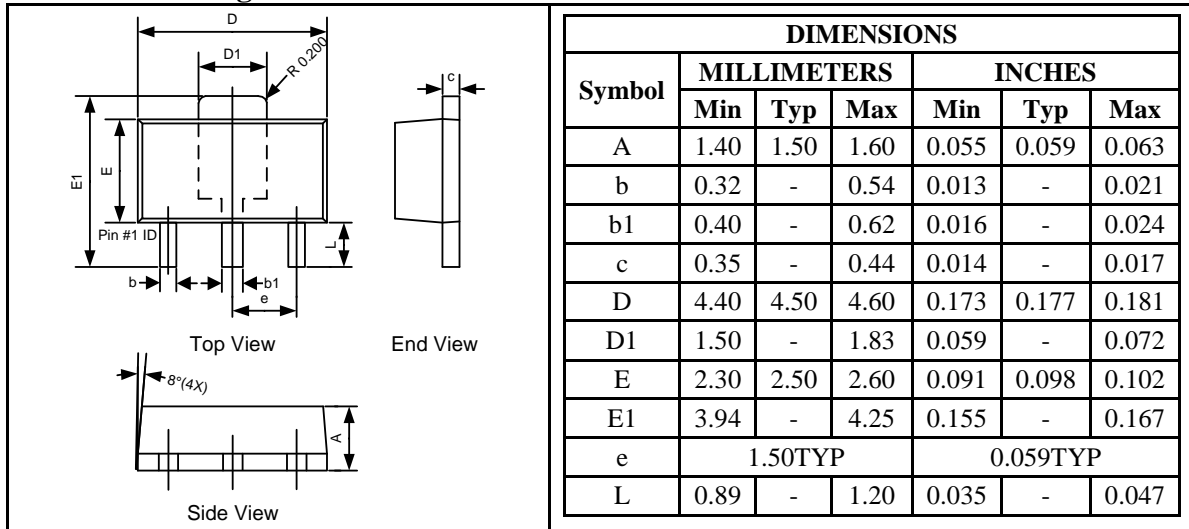 D
D1
R 0.200
c
E1
E
Pin #1 ID
L
b
b1
e
Top View
End View
8°(4X)
A
Side View
DIMENSIONS
Symbol MILLIMETERS INCHES
Min Typ Max Min Typ Max
A 1.40 1.50 1.60 0.055 0.059 0.063
b 0.32 - 0.54 0.013 - 0.021
b1 0.40 - 0.62 0.016 - 0.024
c 0.35 - 0.44 0.014 - 0.017
D 4.40 4.50 4.60 0.173 0.177 0.181
D1 1.50 - 1.83 0.059 - 0.072
E 2.30 2.50 2.60 0.091 0.098 0.102
E1 3.94 - 4.25 0.155 - 0.167
e 1.50TYP 0.059TYP
L 0.89 - 1.20 0.035 - 0.047